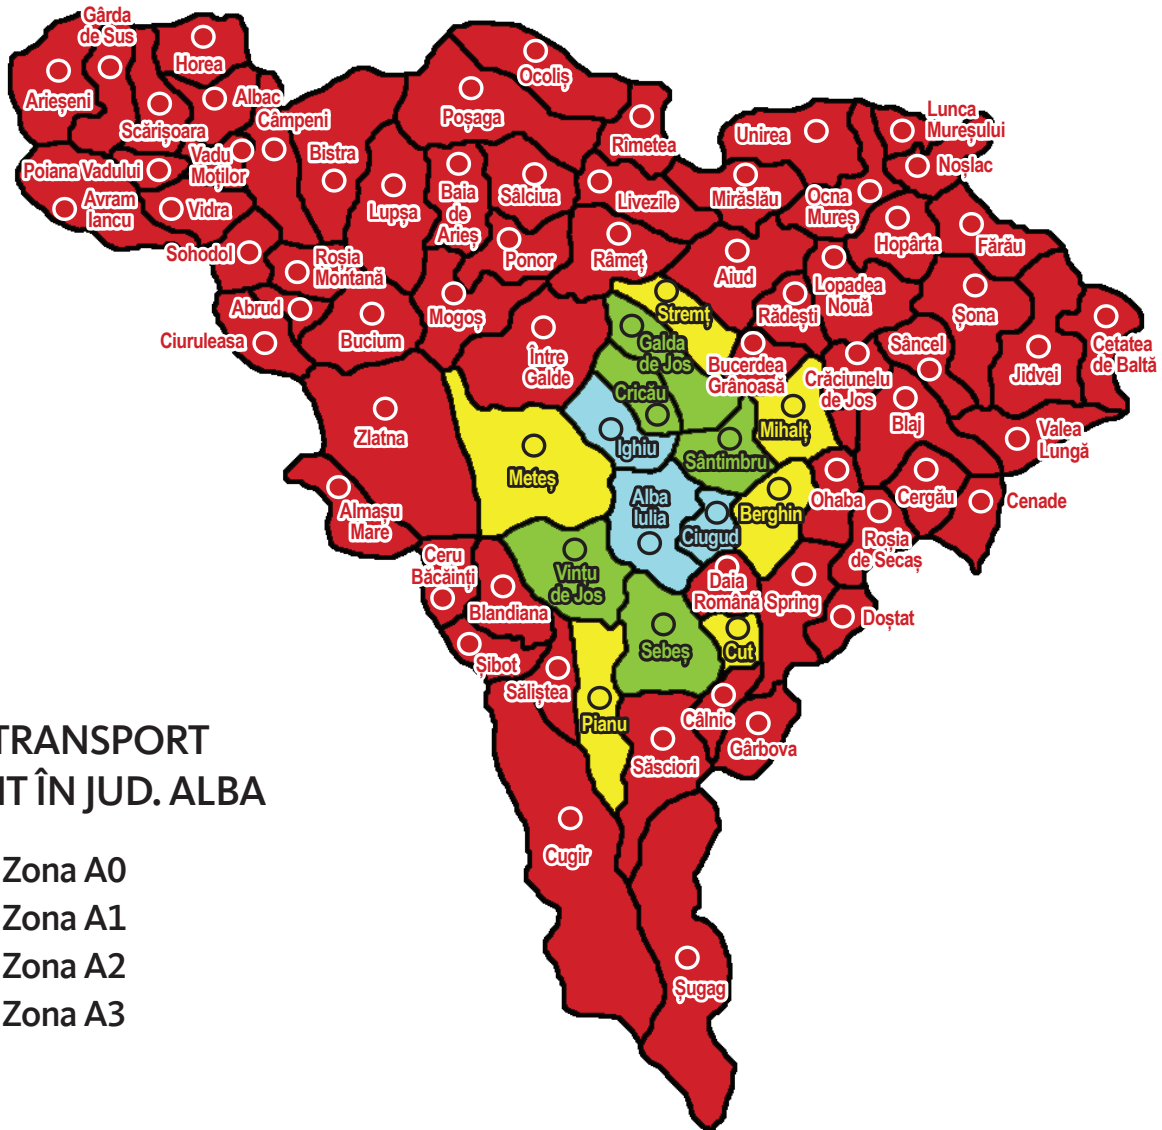 Gârda
de Sus
Horea
Ocoliș
Arieșeni
Albac
Scărișoara
Câmpeni
Poșaga
Lunca
Mureșului
Unirea
Rîmetea
Vadu
Moților
Bistra
Noșlac
Poiana Vadului
Avram
Iancu
Vidra
Lupșa
Baia
de
Arieș
Sălciua
Livezile
Mirăslău
Ocna
Mureș
Hopârta
Fărău
Sohodol
Roșia
Montană
Ponor
Râmeț
Aiud
Lopadea
Nouă
Abrud
Mogoș
Stremț
Rădești
Șona
Ciuruleasa
Bucium
Galda
de Jos
Sâncel
Cetatea
de Baltă
Între
Galde
Bucerdea
Grânoasă
Crăciunelu
de Jos
Jidvei
Cricău
Zlatna
Ighiu
Mihalț
Blaj
Valea
Lungă
Meteș
Sântimbru
Almașu
Mare
Alba
Iulia
Ciugud
Berghin
Ohaba
Cergău
Cenade
Roșia
de Secaș
Ceru
Băcăinți
Vințu
de Jos
Daia
Română
Spring
Blandiana
Doștat
Șibot
Sebeș
Cut
Săliștea
Pianu
Câlnic
Gârbova
Săsciori
TRANSPORT
ÎN JUD. ALBA
Cugir
Zona A0
Zona A1
Zona A2
Zona A3
Șugag